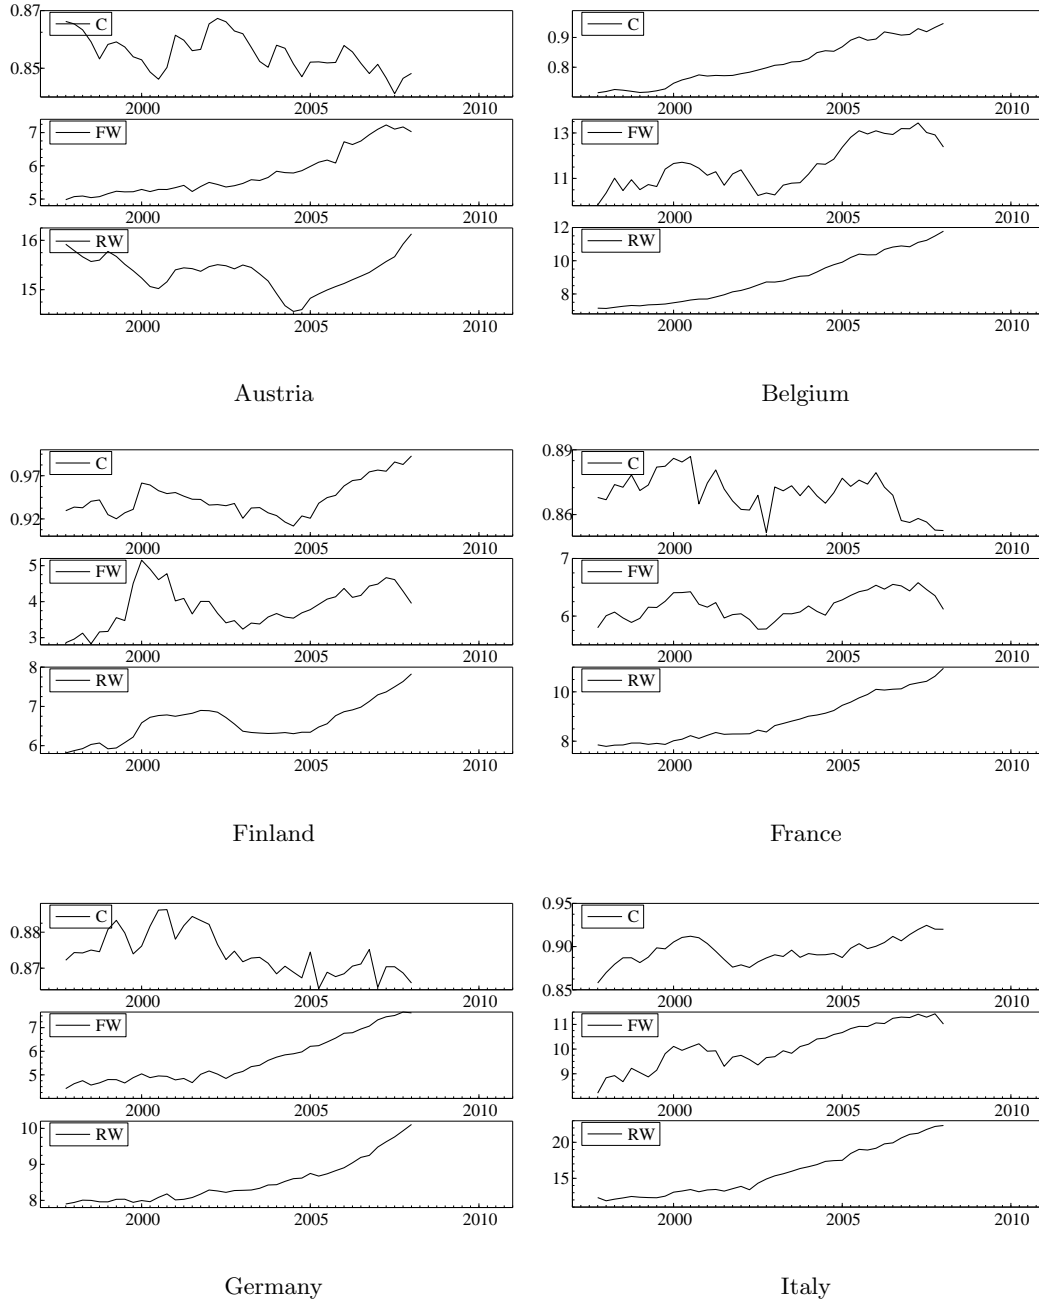 0.87
C
0.85
2000 2005 2010
7
FW
6
5
2000 2005 2010
16
RW
15
2000 2005 2010
Austria
0.9
C
0.8
2000 2005 2010
13
FW
11
2000 2005 2010
12
RW
10
8
2000 2005 2010
Belgium
0.97
C
0.92
2000 2005 2010
5
FW
4
3
2000 2005 2010
8
RW
7
6
2000 2005 2010
Finland
0.89
C
0.86
2000 2005 2010
7
FW
6
2000 2005 2010
10
RW
8
2000 2005 2010
France
0.88
C
0.87
2000 2005 2010
7
FW
6
5
2000 2005 2010
10
RW
9
8
2000 2005 2010
Germany
0.95
C
0.90
0.85
2000 2005 2010
11
FW
10
9
2000 2005 2010
20
RW
15
2000 2005 2010
Italy